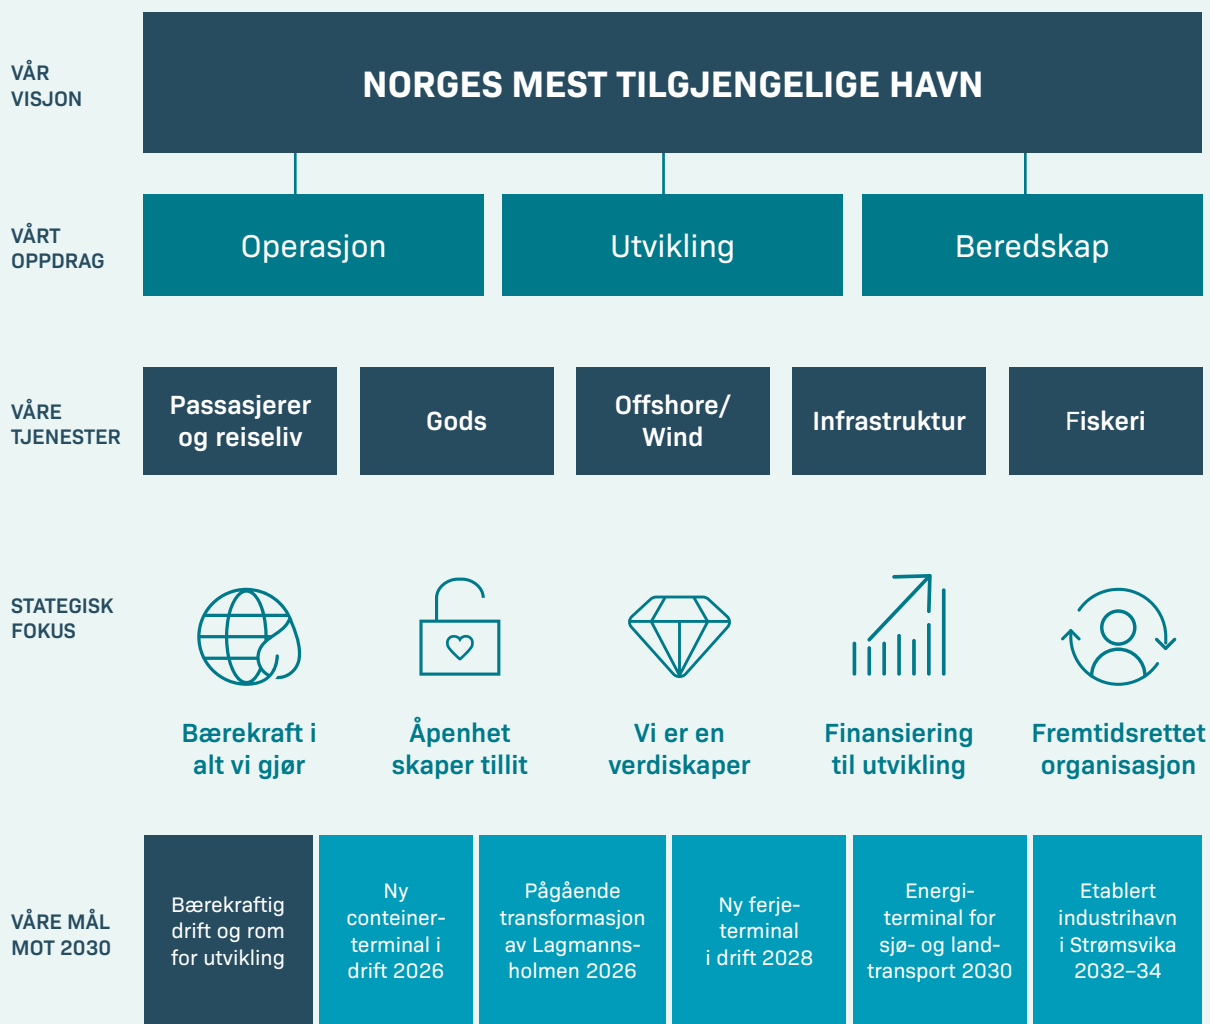 VÅR
VISJON
NORGES MEST TILGJENGELIGE HAVN
VÅRT
OPPDRAG
Operasjon
Utvikling
Beredskap
VÅRE
TJENESTER
Passasjerer
og reiseliv
Gods
Offshore/
Wind
Infrastruktur
Fiskeri
STATEGISK
FOKUS
Bærekraft i
alt vi gjør
Åpenhet
skaper tillit
Vi er en
verdiskaper
Finansiering
til utvikling
Fremtidsrettet
organisasjon
VÅRE MÅL
MOT 2030
Bærekraftig
drift og rom
for utvikling
Ny
conteiner-
terminal i
drift 2026
Pågående
transformasjon
av Lagmanns-
holmen 2026
Ny ferje-
terminal
i drift 2028
Energi-
terminal for
sjø- og land-
transport 2030
Etablert
industrihavn
i Strømsvika
2032–34